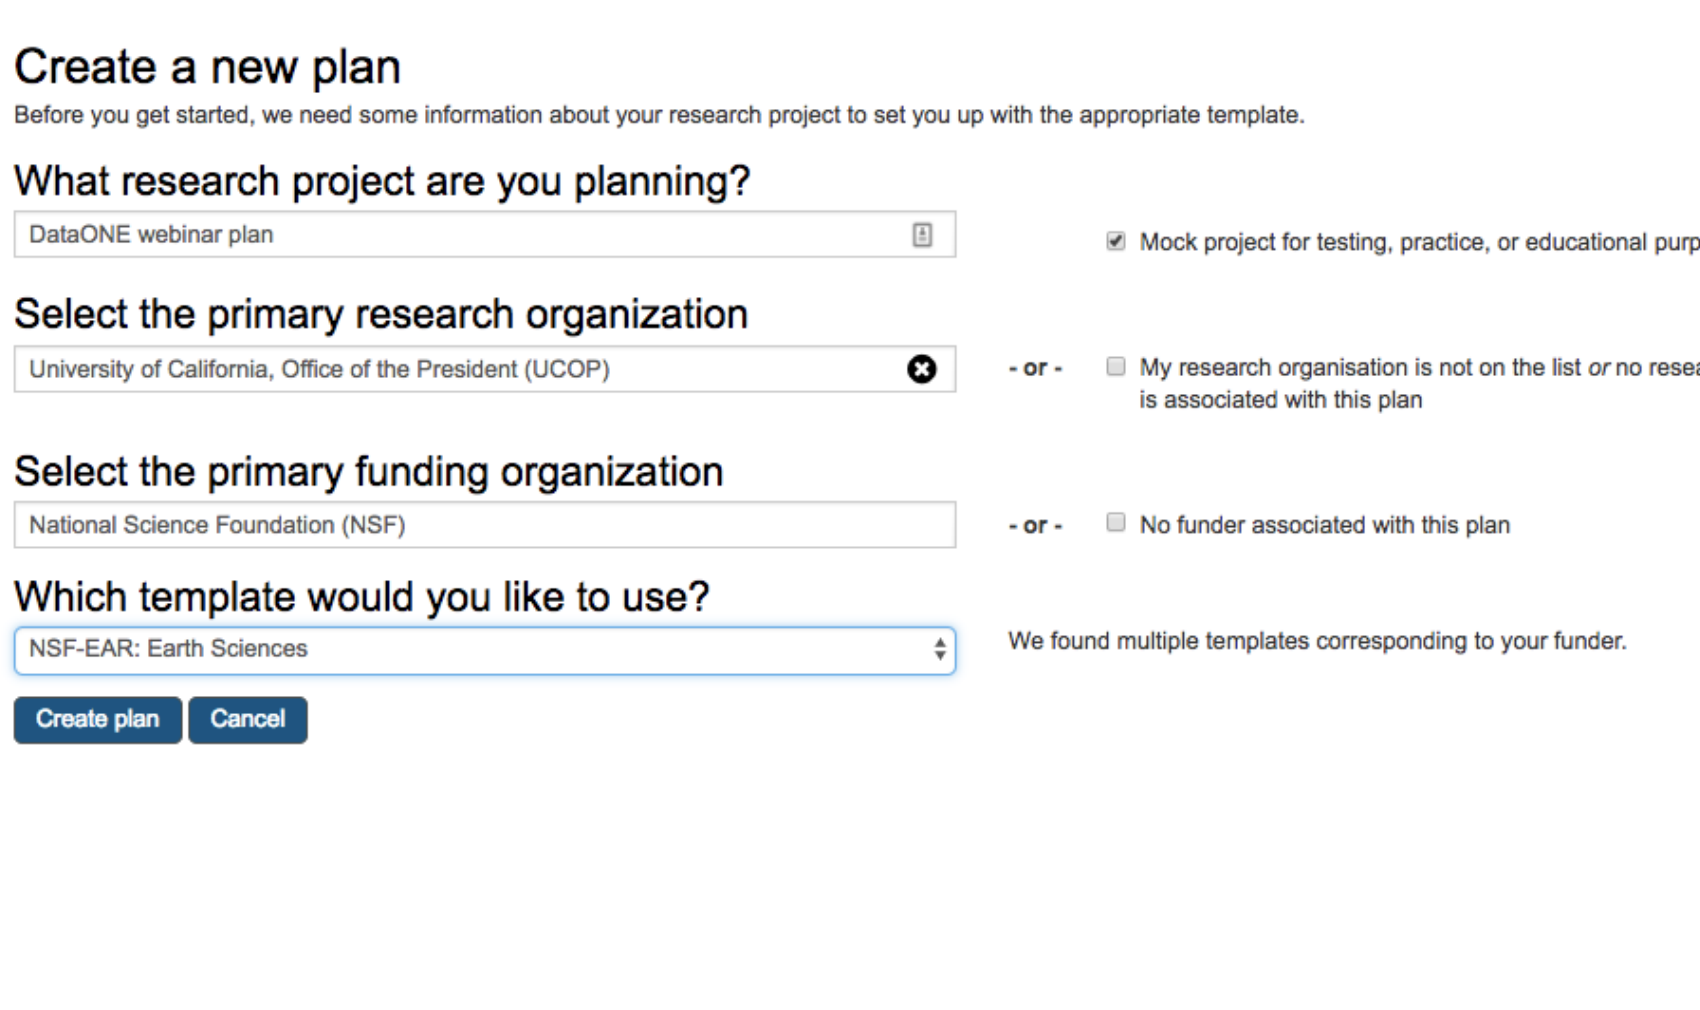 Create a new plan
Before you get started, we need some information about your research project to set you up with the appropriate template.
What research project are you planning?
DataONE webinar plan
Mock project for testing, practice, or educational purp
Select the primary research organization
University of California, Office of the President (UCOP)
- or -
My research organisation is not on the list or no resea
is associated with this plan
Select the primary funding organization
National Science Foundation (NSF)
- or -
No funder associated with this plan
Which template would you like to use?
NSF-EAR: Earth Sciences
We found multiple templates corresponding to your funder.
Create plan
Cancel